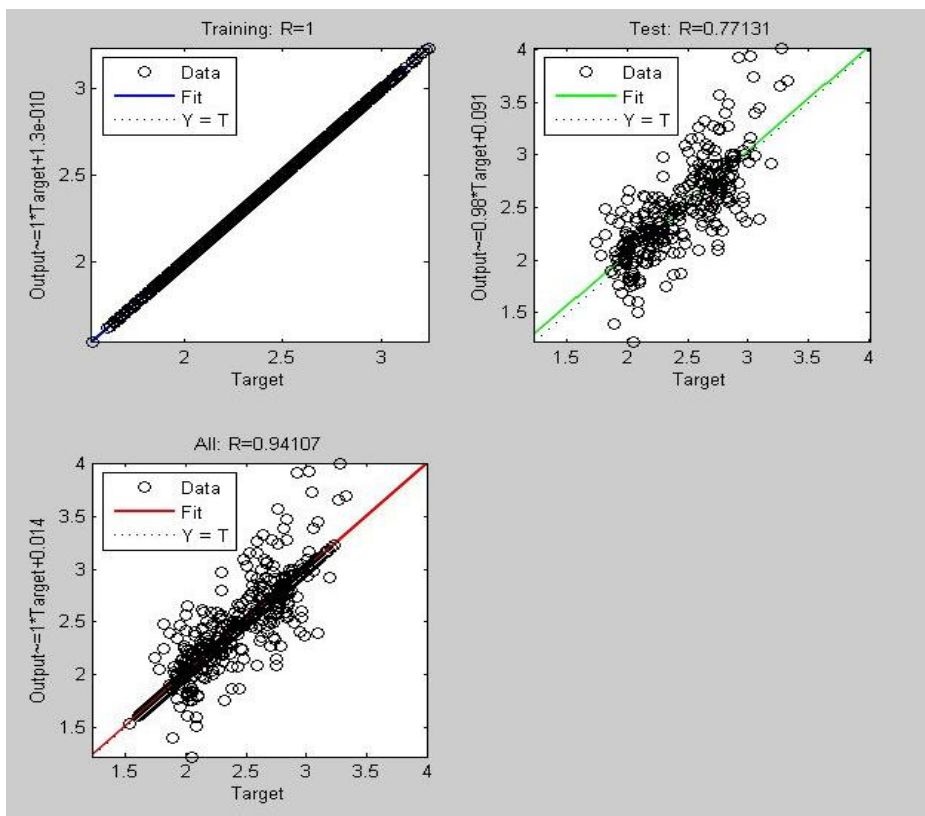 Training: R=1
Data
Fit
Y = T
3
2.5
2
2
2.5
3
Target
Output~=1*Target+1.3e-010
Test: R=0.77131
Data
Fit
Y = T
4
3.5
3
2.5
2
1.5
1.5
2
2.5
3
3.5
4
Target
Output~=0.98*Target+0.091
All: R=0.94107
Data
Fit
Y = T
4
3.5
3
2.5
2
1.5
1.5
2
2.5
3
3.5
4
Target
Output~=1*Target+0.014